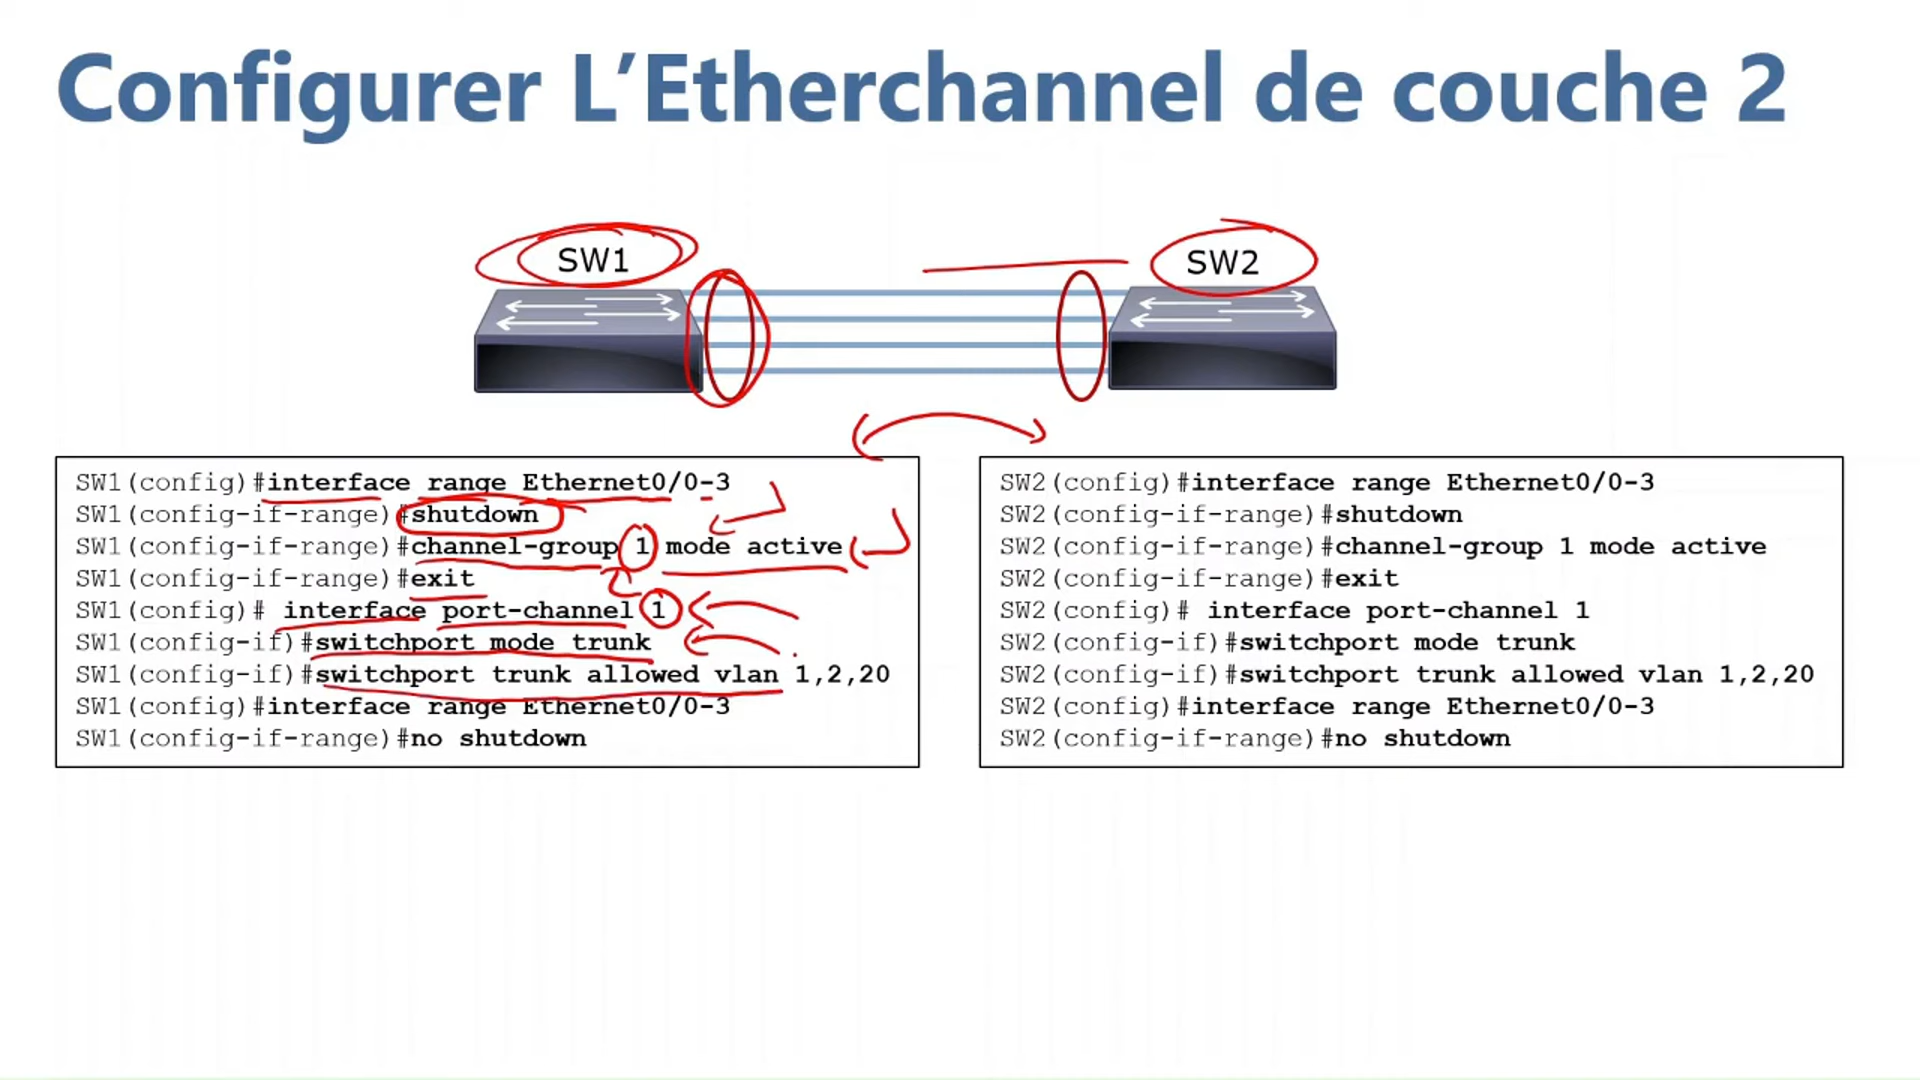 Configurer L’Etherchannel de couche 2
SW1
SW2
SW1(config)#interface range Ethernet0/0-3
SW1(config-if-range)#shutdown
SW1(config-if-range)#channel-group 1 mode active
SW1(config-if-range)#exit
SW1(config)# interface port-channel 1
SW1(config-if)#switchport mode trunk
SW1(config-if)#switchport trunk allowed vlan 1,2,20
SW1(config)#interface range Ethernet0/0-3
SW1(config-if-range)#no shutdown
SW2(config)#interface range Ethernet0/0-3
SW2(config-if-range)#shutdown
SW2(config-if-range)#channel-group 1 mode active
SW2(config-if-range)#exit
SW2(config)# interface port-channel 1
SW2(config-if)#switchport mode trunk
SW2(config-if)#switchport trunk allowed vlan 1,2,20
SW2(config)#interface range Ethernet0/0-3
SW2(config-if-range)#no shutdown